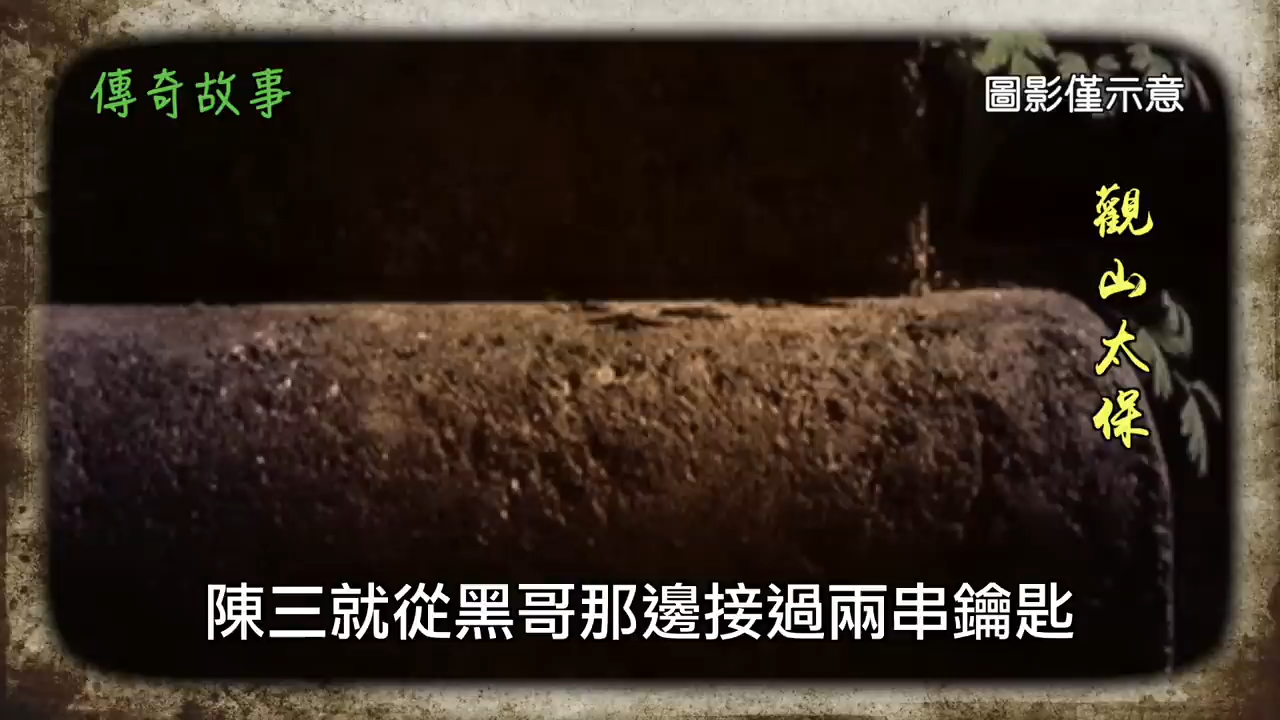 傳奇故事
圖影僅示意
觀山太保
陳三就從黑哥那邊接過兩串鑰匙